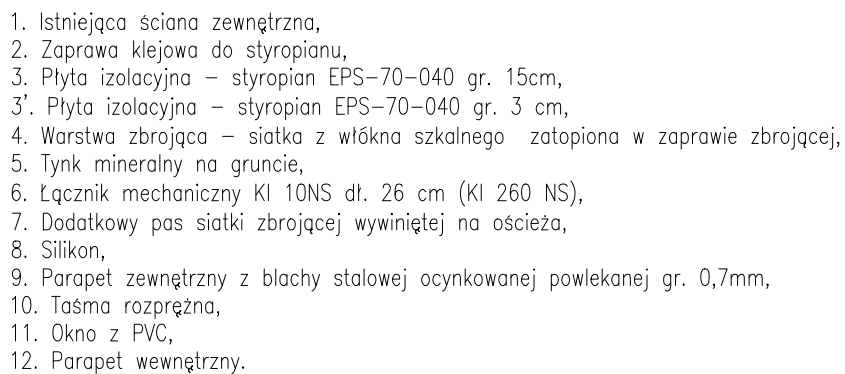 1. Istniejąca ściana zewnętrzna,
2. Zaprawa klejowa do styropianu,
3. Płyta izolacyjna – styropian EPS–70–040 gr. 15cm,
3'. Płyta izolacyjna – styropian EPS–70–040 gr. 3 cm,
4. Warstwa zbrojąca – siatka z włókna szkalnego zatopiona w zaprawie zbrojącej,
5. Tynk mineralny na gruncie,
6. Łącznik mechaniczny KI 10NS dł. 26 cm (KI 260 NS),
7. Dodatkowy pas siatki zbrojącej wywiniętej na ościeża,
8. Silikon,
9. Parapet zewnętrzny z blachy stalowej ocynkowanej powlekanej gr. 0,7mm,
10. Taśma rozprężna,
11. Okno z PVC,
12. Parapet wewnętrzny.